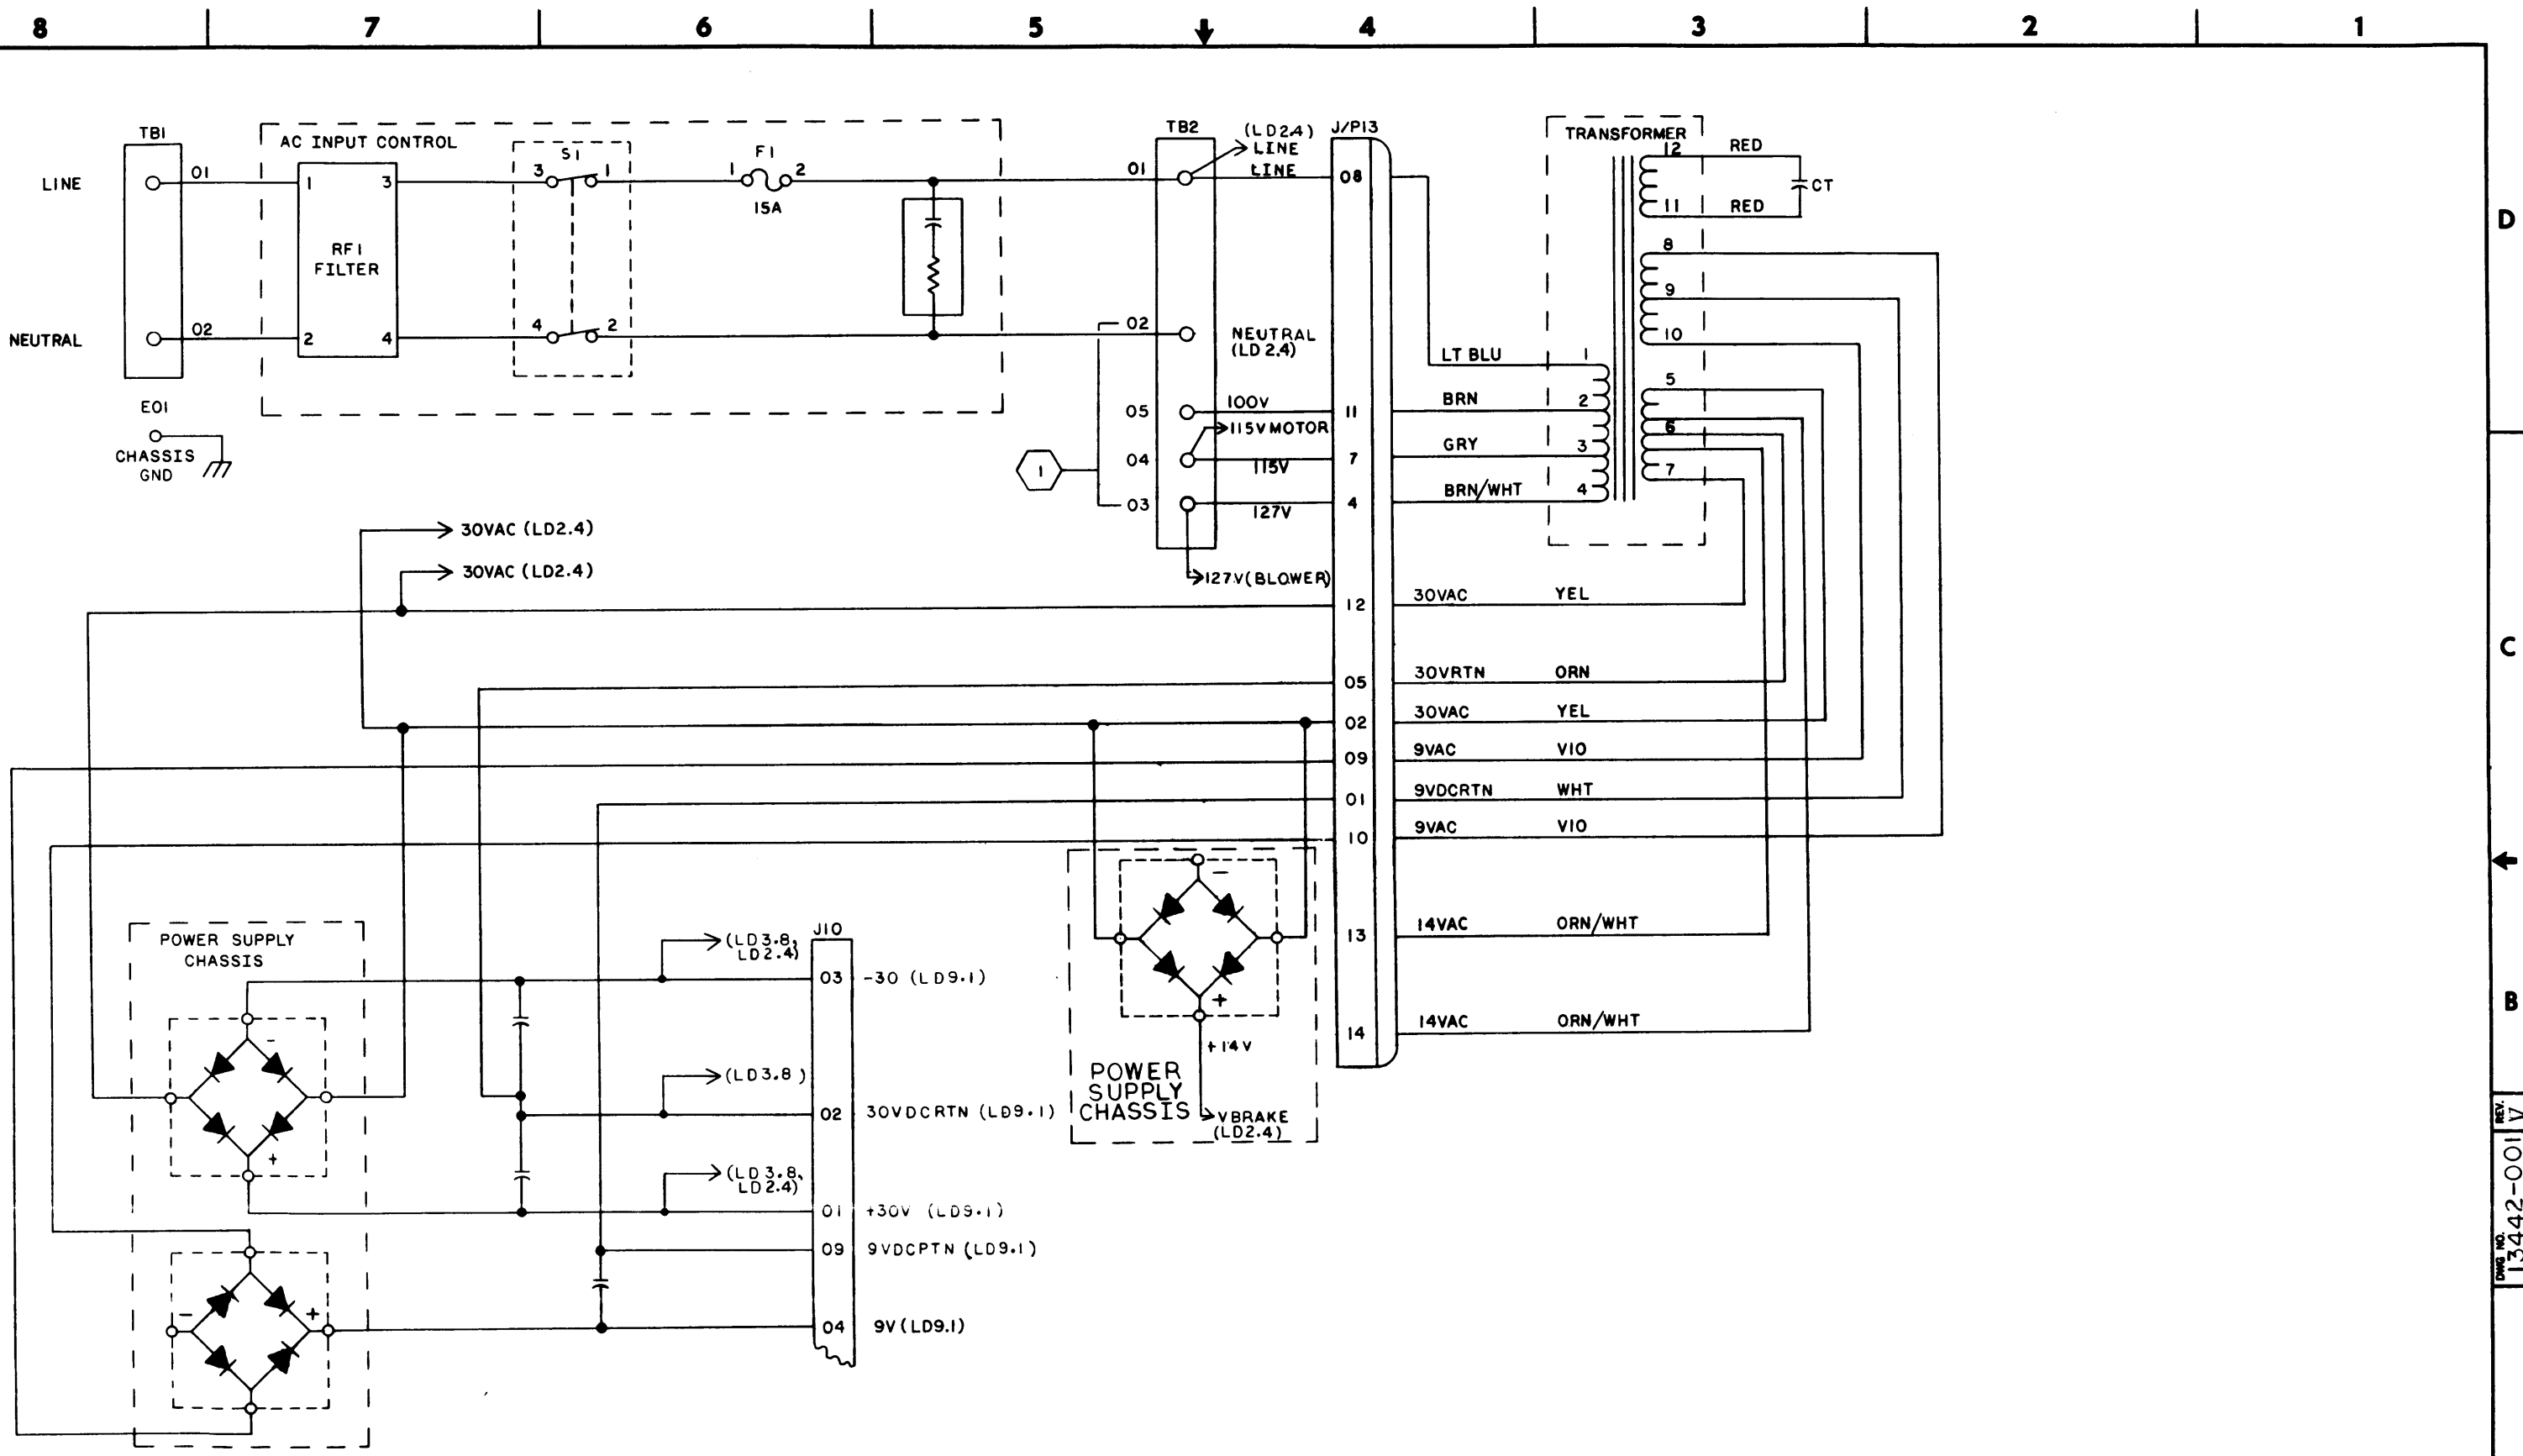 8 7 6 5 4 3 2 1
D
C
B
TB1
LINE
01
NEUTRAL
02
E01
CHASSIS
GND
AC INPUT CONTROL
1
3
RFI
FILTER
2
4
S1
3
1
4
2
F1
1
2
15A
TB2
01
02
05
04
03
1
(LD2.4)
LINE
LINE
NEUTRAL
(LD 2.4)
100V
115V MOTOR
115V
127V
127V (BLOWER)
J/P13
08
11
7
4
12
05
02
09
01
10
13
14
LT BLU
BRN
GRY
BRN/WHT
TRANSFORMER
1
2
3
4
12
11
8
9
10
5
6
7
RED
RED
CT
30VAC YEL
30VRTN ORN
30VAC YEL
9VAC VIO
9VDCRTN WHT
9VAC VIO
14VAC ORN/WHT
14VAC ORN/WHT
30VAC (LD2.4)
30VAC (LD2.4)
POWER SUPPLY
CHASSIS
-
+
-
+
J10
(LD3.8,
LD2.4)
03 -30 (LD9.1)
(LD3.8)
02 30VDCRTN (LD9.1)
(LD3.8,
LD2.4)
01 +30V (LD9.1)
09 9VDCPTN (LD9.1)
04 9V (LD9.1)
-
+
+14V
POWER
SUPPLY
CHASSIS
VBRAKE
(LD2.4)
REV.
V
DWG NO.
13442-001